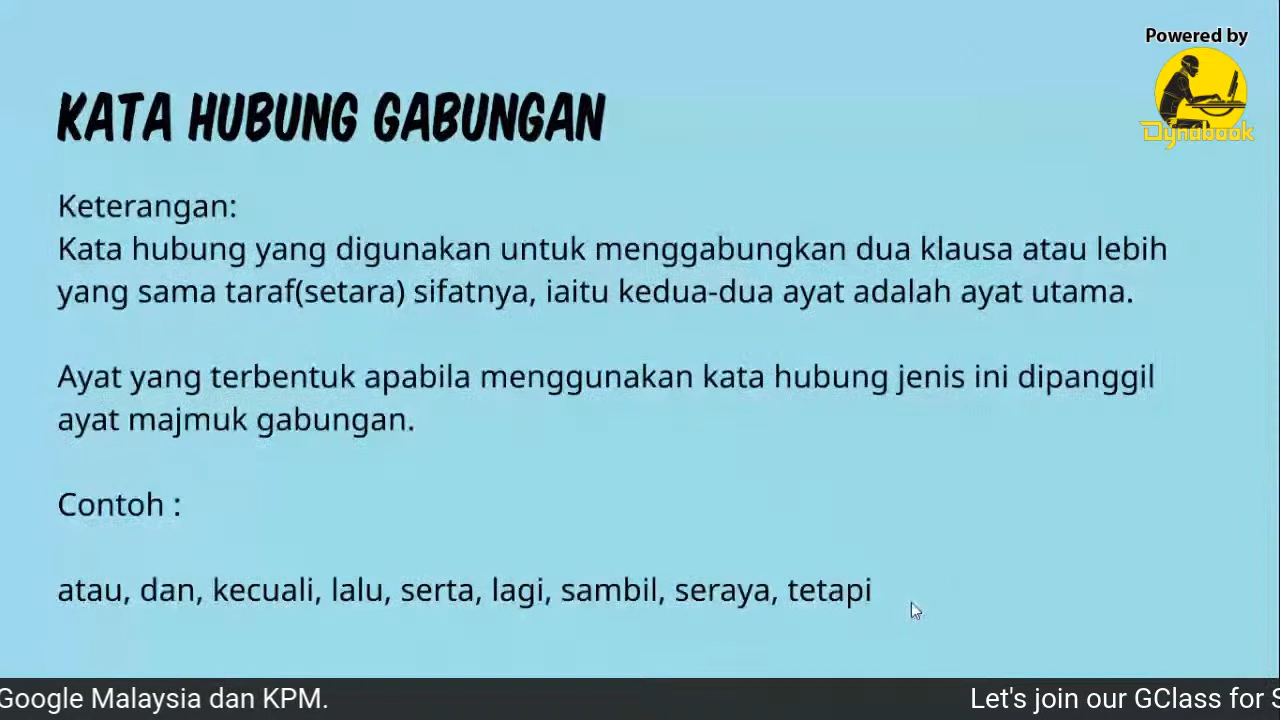 Powered by
Dynabook
KATA HUBUNG GABUNGAN
Keterangan:
Kata hubung yang digunakan untuk menggabungkan dua klausa atau lebih
yang sama taraf(setara) sifatnya, iaitu kedua-dua ayat adalah ayat utama.
Ayat yang terbentuk apabila menggunakan kata hubung jenis ini dipanggil
ayat majmuk gabungan.
Contoh :
atau, dan, kecuali, lalu, serta, lagi, sambil, seraya, tetapi
Google Malaysia dan KPM. Let's join our GClass for